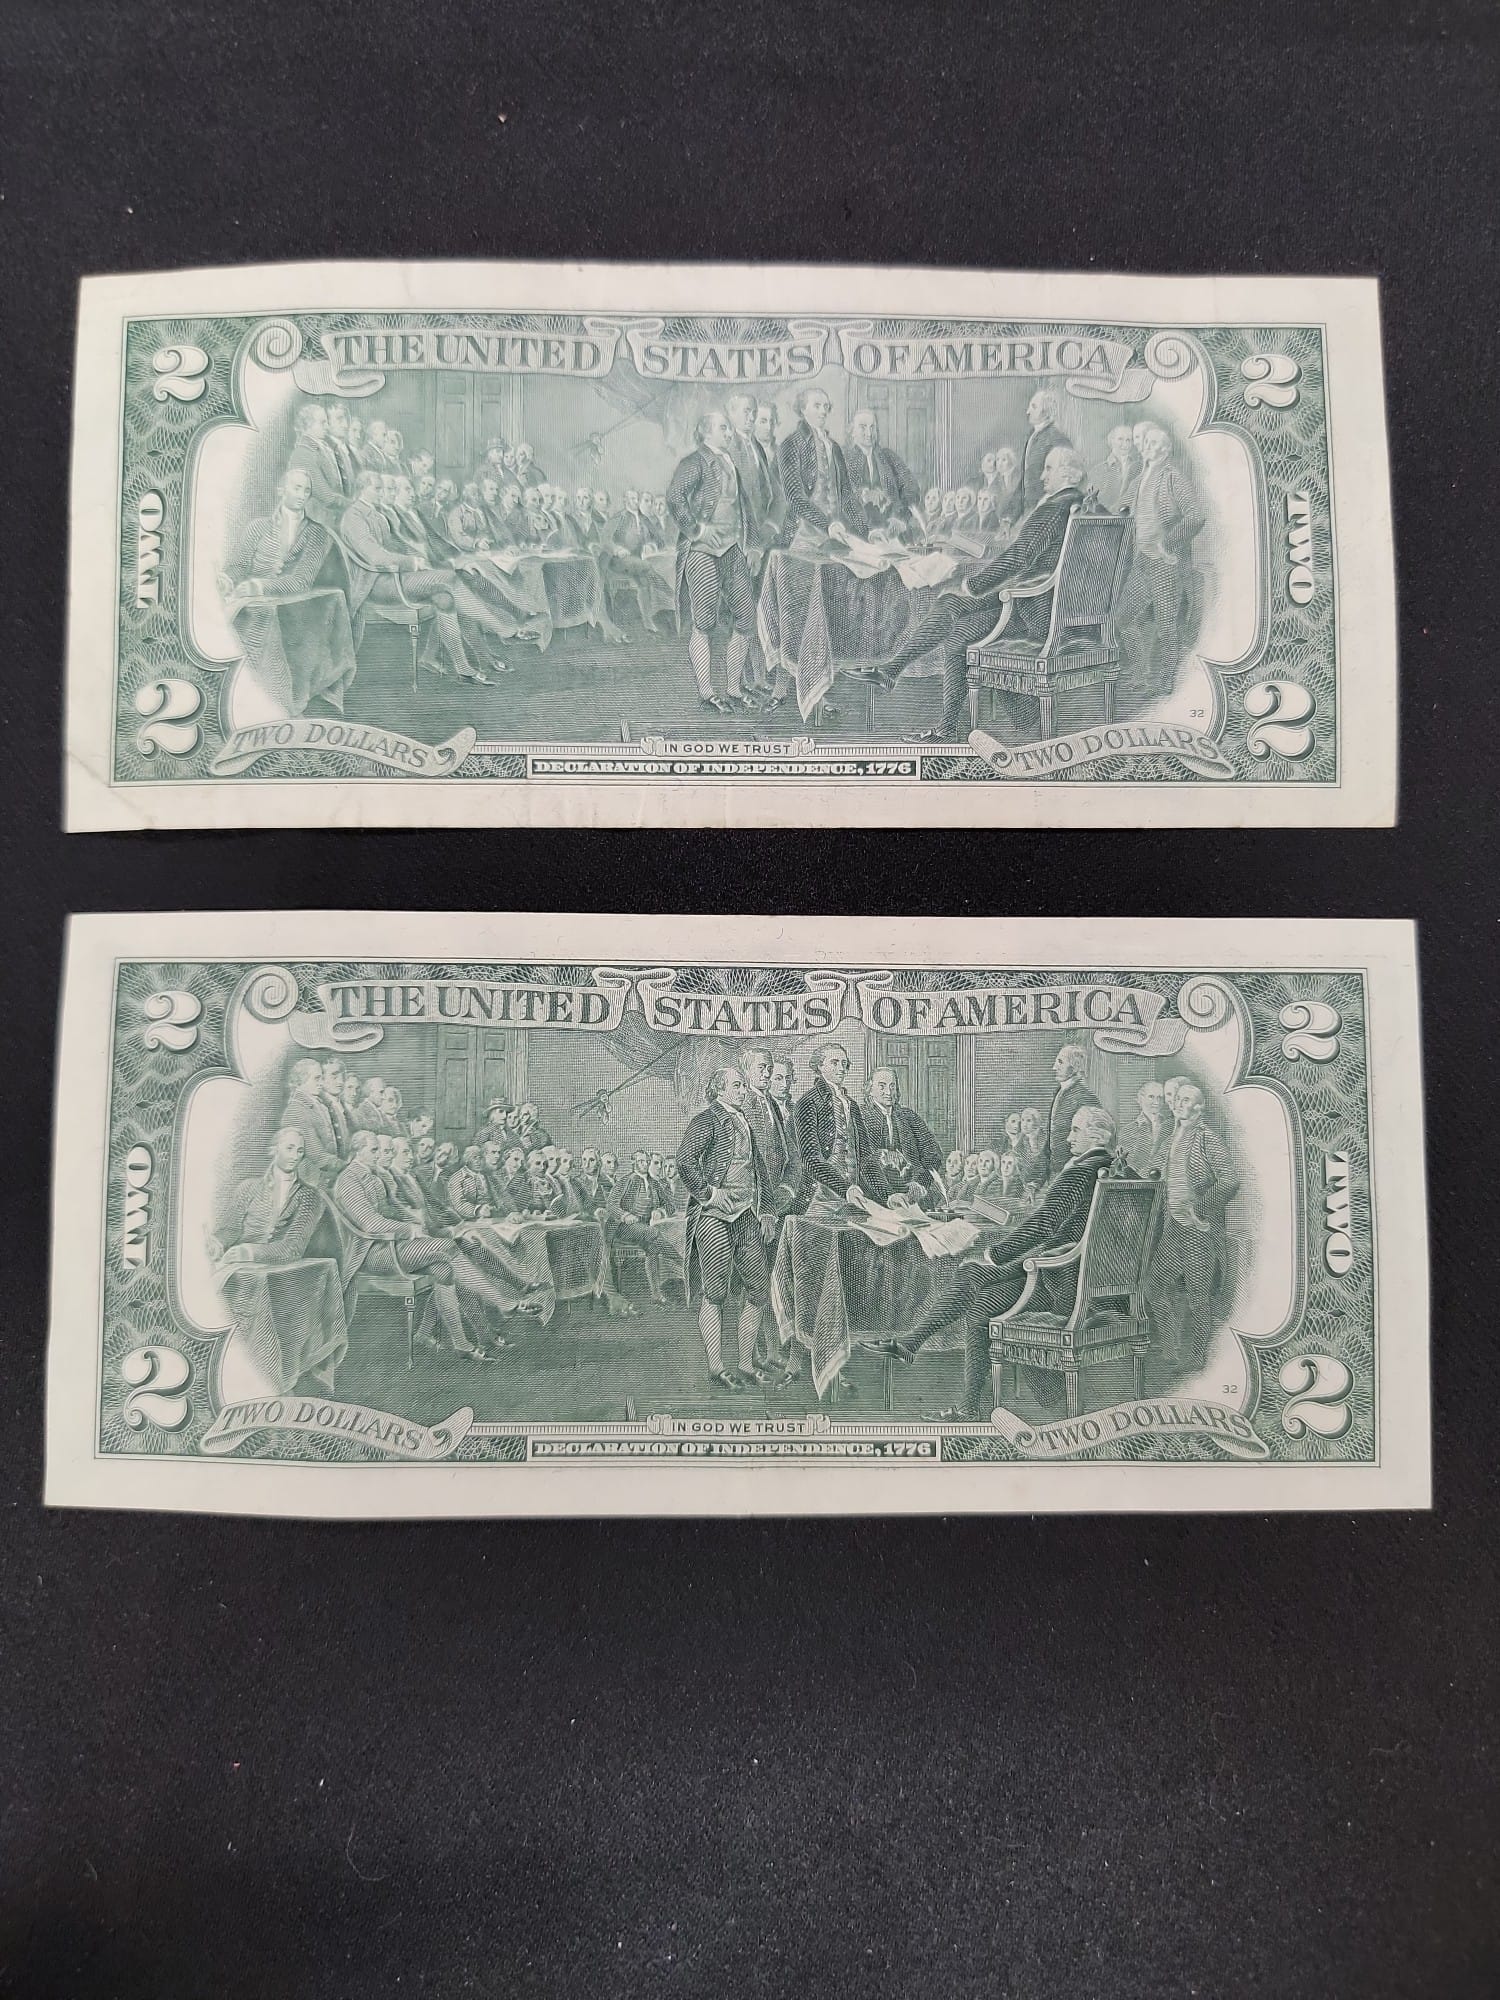 2 THE UNITED STATES OF AMERICA 2
TWO TWO
32
2 TWO DOLLARS IN GOD WE TRUST TWO DOLLARS 2
DECLARATION OF INDEPENDENCE, 1776
2 THE UNITED STATES OF AMERICA 2
TWO TWO
32
2 TWO DOLLARS IN GOD WE TRUST TWO DOLLARS 2
DECLARATION OF INDEPENDENCE, 1776